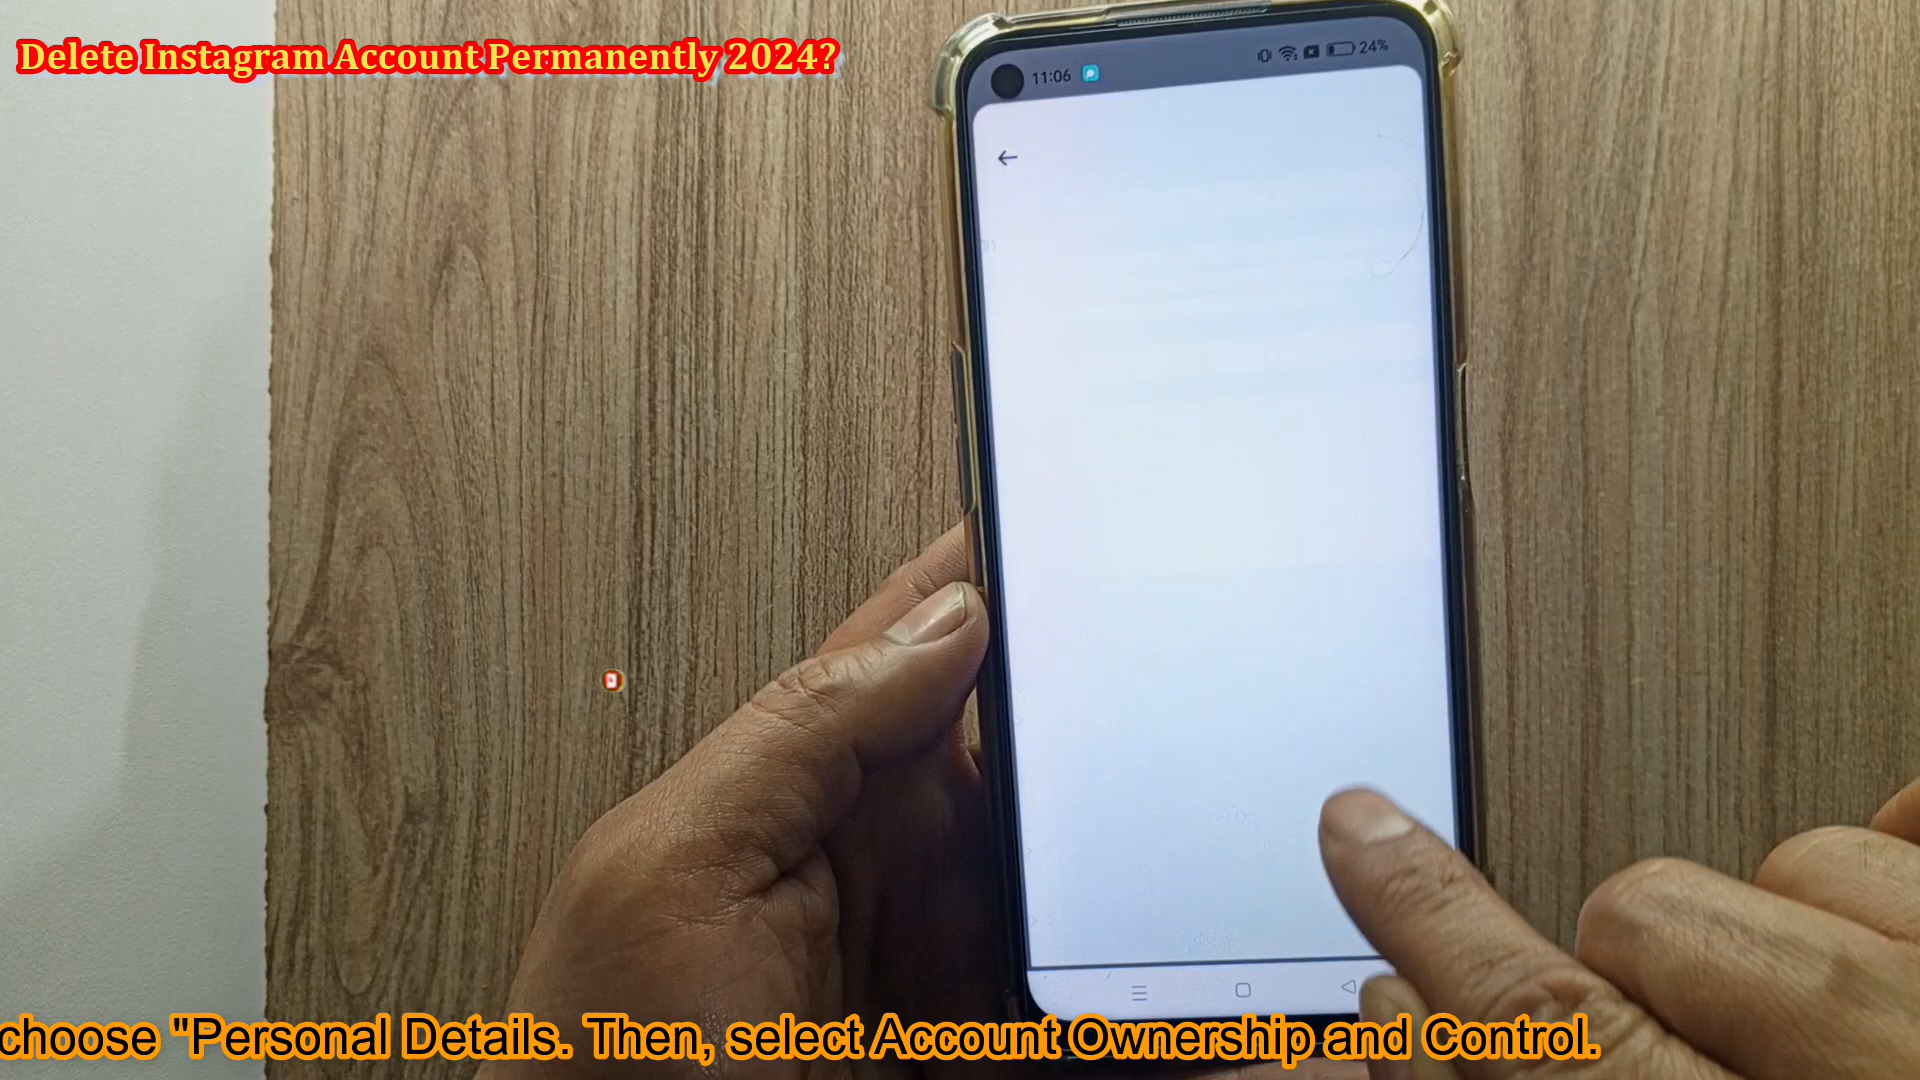 Delete Instagram Account Permanently 2024?
11:06
24%
choose "Personal Details. Then, select Account Ownership and Control.